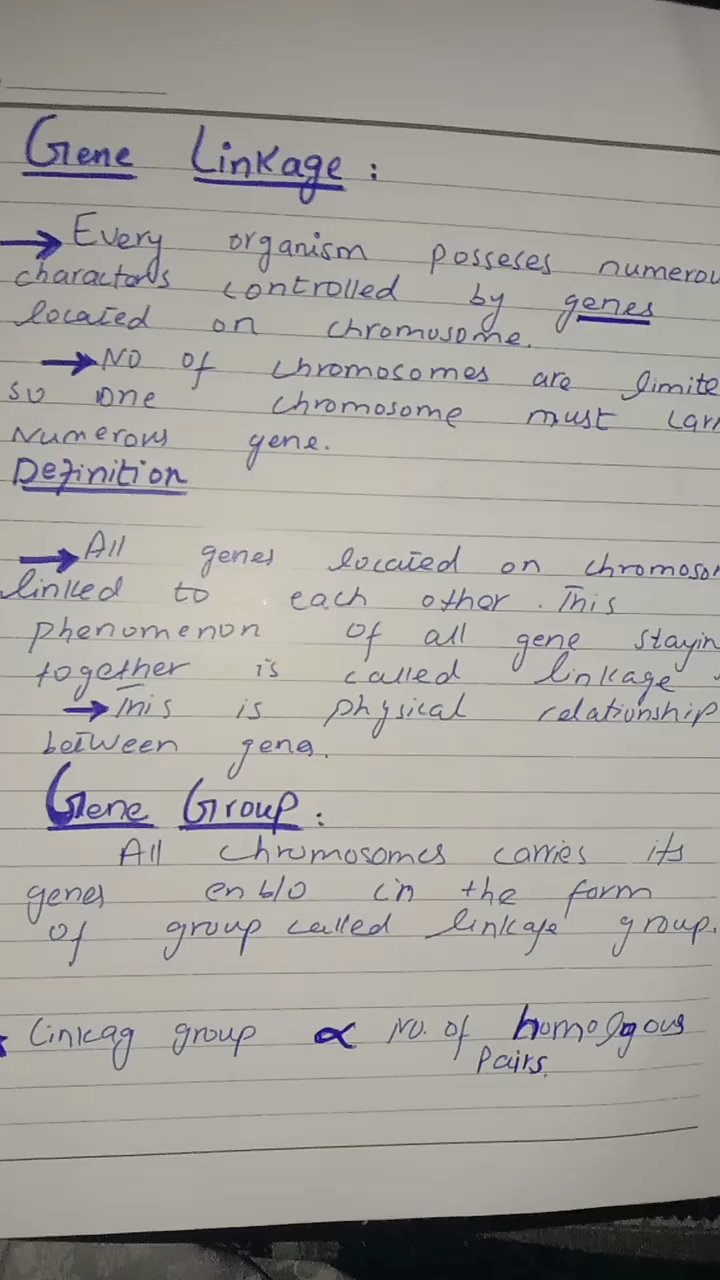 Gene Linkage:
→ Every organism posseses numerou
charactors controlled by genes
located on chromosome.
→ No of chromosomes are limite
so one chromosome must carr
Numerous gene.
Definition
→ All genes located on chromoso
linked to each other. This
phenomenon of all gene stayin
together is called linkage.
→ This is physical relationship
between gene.
Gene Group:
All chromosomes carries its
genes enblo in the form
of group called linkage group.
Linkag group ∝ No. of homologous
pairs.